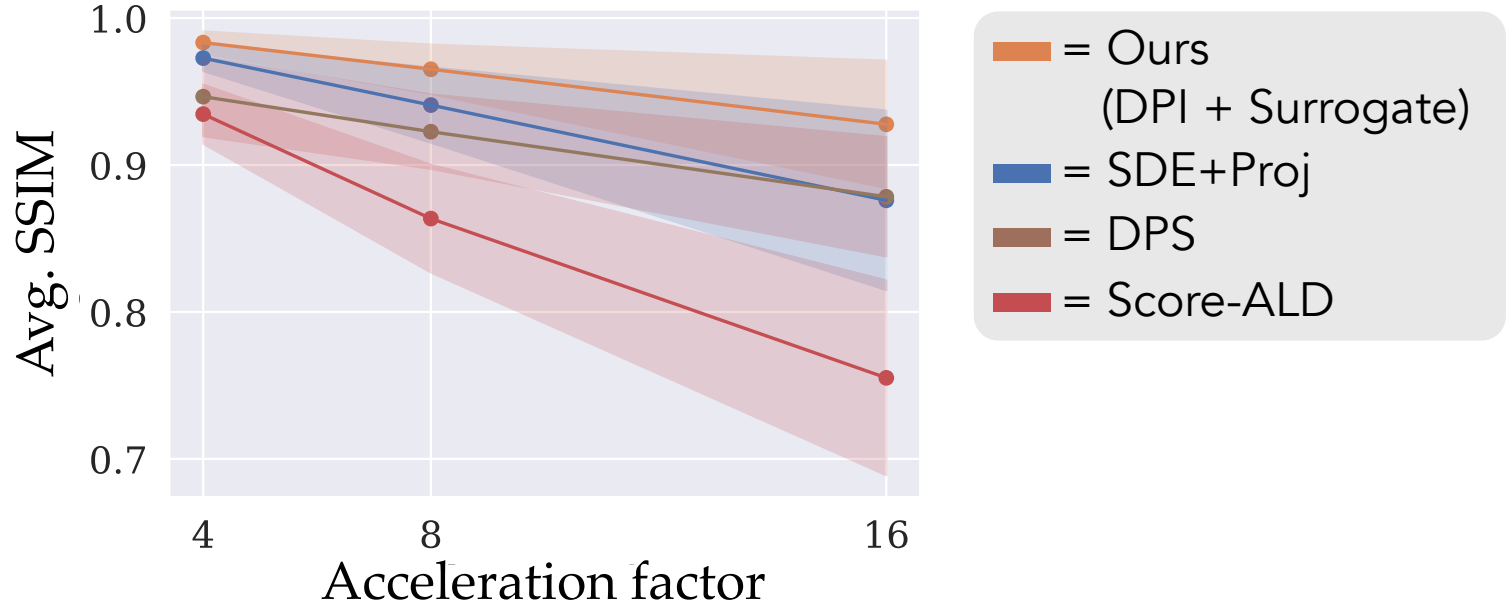 1.0
0.9
0.8
0.7
Avg. SSIM
4 8 16
Acceleration factor
= Ours
(DPI + Surrogate)
= SDE+Proj
= DPS
= Score-ALD